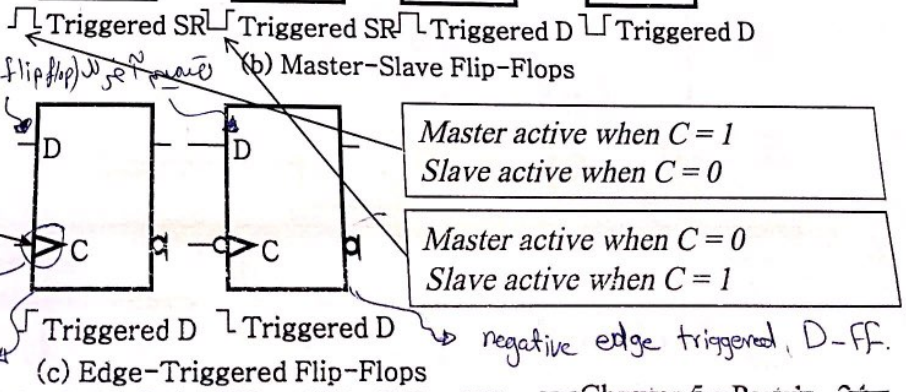 Triggered SR Triggered SR Triggered D Triggered D
flipflop)
(b) Master-Slave Flip-Flops
D D
Master active when C = 1
Slave active when C = 0
C C
Master active when C = 0
Slave active when C = 1
Triggered D Triggered D
negative edge triggered, D-FF.
(c) Edge-Triggered Flip-Flops
Chapter 5